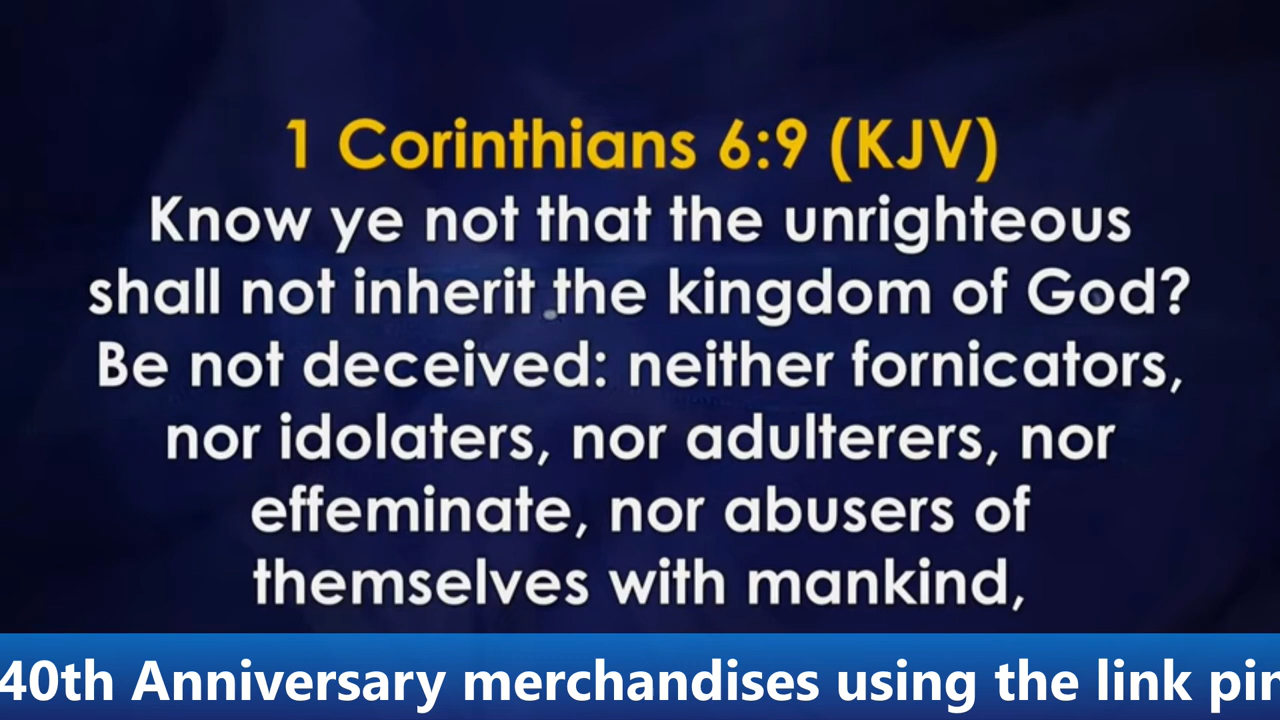 1 Corinthians 6:9 (KJV)
Know ye not that the unrighteous
shall not inherit the kingdom of God?
Be not deceived: neither fornicators,
nor idolaters, nor adulterers, nor
effeminate, nor abusers of
themselves with mankind,
40th Anniversary merchandises using the link